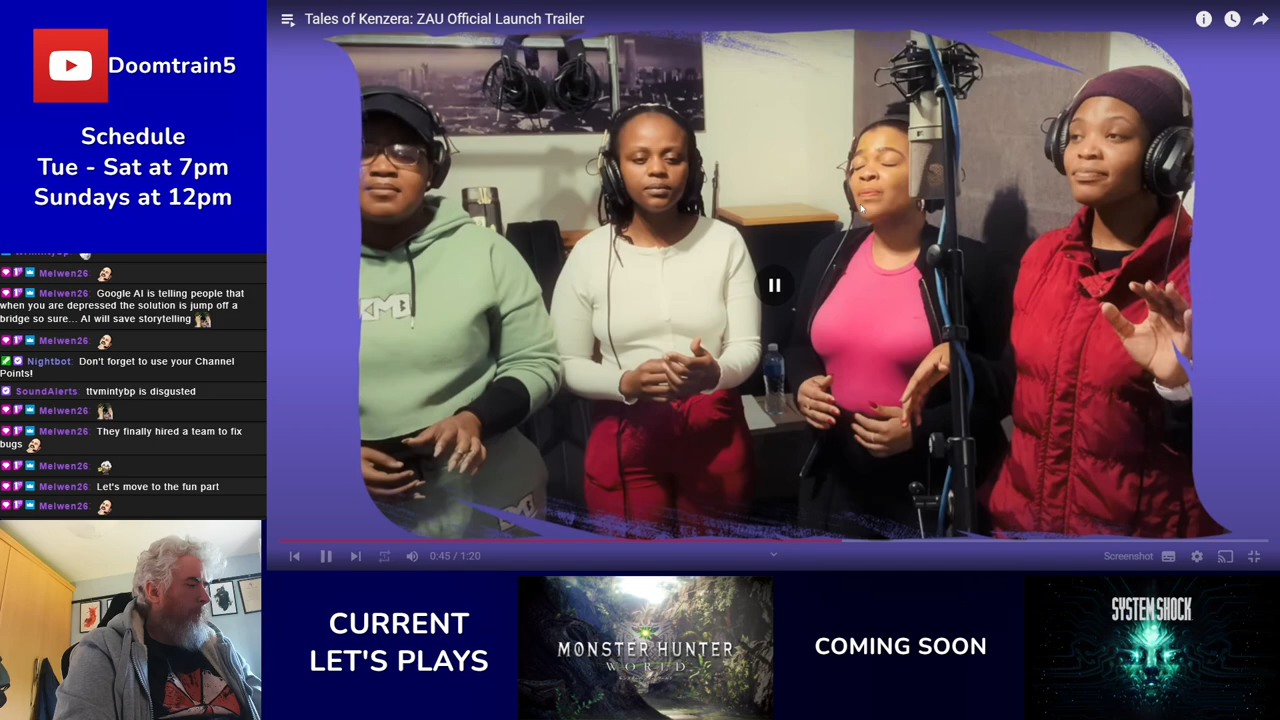 Doomtrain5
Schedule
Tue - Sat at 7pm
Sundays at 12pm
Melwen26:
Melwen26: Google AI is telling people that
when you are depressed the solution is jump off a
bridge so sure... AI will save storytelling
Melwen26:
Nightbot: Don't forget to use your Channel
Points!
SoundAlerts: ttvmintybp is disgusted
Melwen26:
Melwen26: They finally hired a team to fix
bugs
Melwen26:
Melwen26: Let's move to the fun part
Melwen26:
Tales of Kenzera: ZAU Official Launch Trailer
0:45 / 1:20
Screenshot
CURRENT
LET'S PLAYS
MONSTER HUNTER
WORLD
COMING SOON
SYSTEM SHOCK